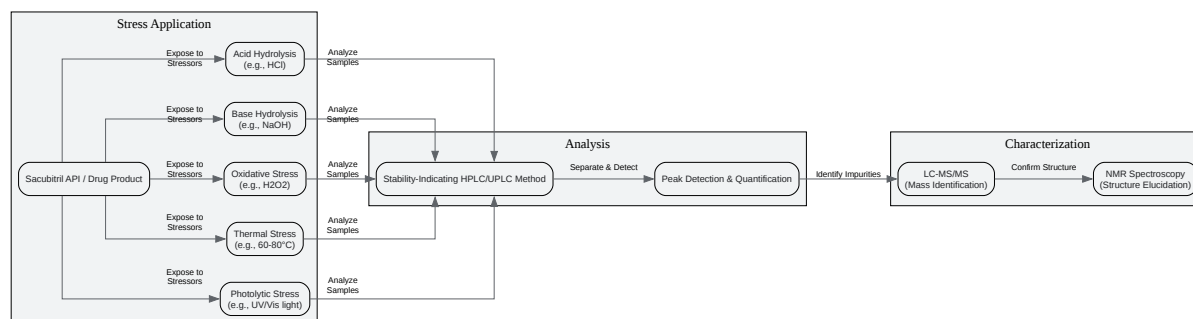 Stress Application
Expose to
Stressors
Acid Hydrolysis
(e.g., HCl)
Analyze
Samples
Expose to
Stressors
Base Hydrolysis
(e.g., NaOH)
Analyze
Samples
Sacubitril API / Drug Product
Expose to
Stressors
Oxidative Stress
(e.g., H2O2)
Analyze
Samples
Expose to
Stressors
Thermal Stress
(e.g., 60-80°C)
Analyze
Samples
Expose to
Stressors
Photolytic Stress
(e.g., UV/Vis light)
Analyze
Samples
Analysis
Stability-Indicating HPLC/UPLC Method
Separate & Detect
Peak Detection & Quantification
Identify Impurities
Characterization
LC-MS/MS
(Mass Identification)
Confirm Structure
NMR Spectroscopy
(Structure Elucidation)